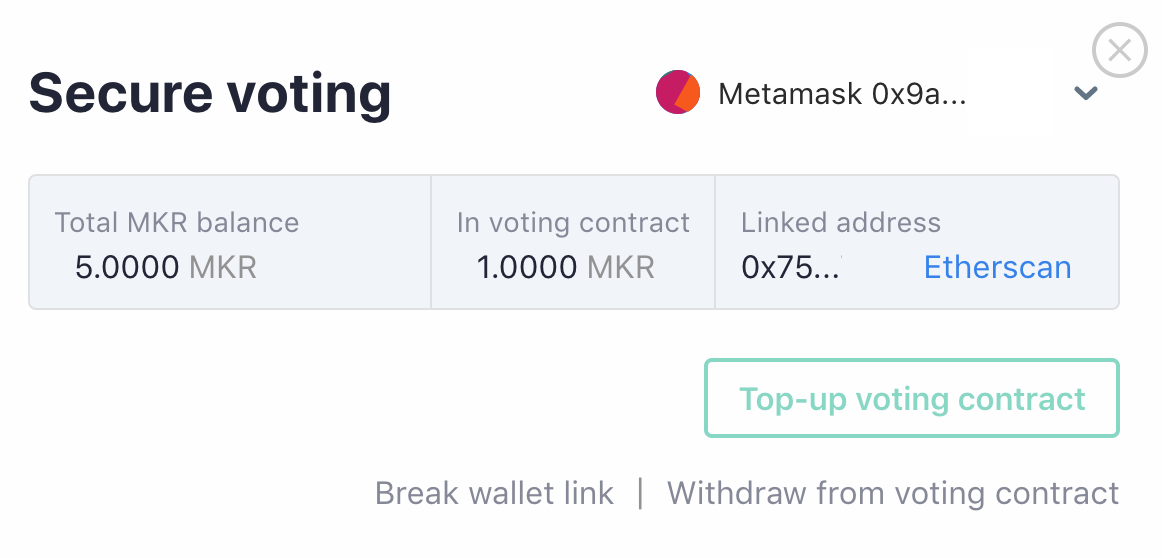 Secure voting
Metamask 0x9a...
Total MKR balance
5.0000 MKR
In voting contract
1.0000 MKR
Linked address
0x75...
Etherscan
Top-up voting contract
Break wallet link | Withdraw from voting contract